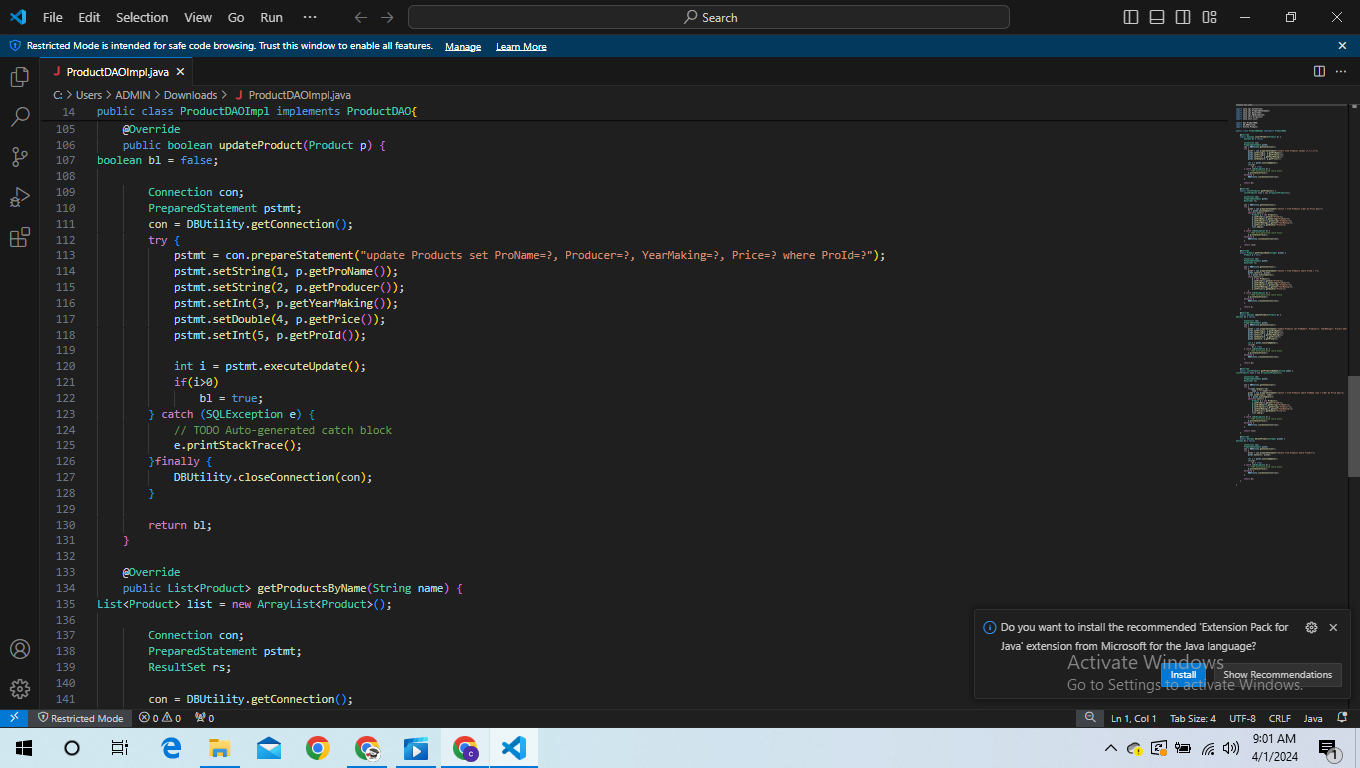 File Edit Selection View Go Run ··· Search
Restricted Mode is intended for safe code browsing. Trust this window to enable all features. Manage Learn More
J ProductDAOImpl.java
C: > Users > ADMIN > Downloads > J ProductDAOImpl.java
14 public class ProductDAOImpl implements ProductDAO{
105 @Override
106 public boolean updateProduct(Product p) {
107 boolean bl = false;
108
109 Connection con;
110 PreparedStatement pstmt;
111 con = DBUtility.getConnection();
112 try {
113 pstmt = con.prepareStatement("update Products set ProName=?, Producer=?, YearMaking=?, Price=? where ProId=?");
114 pstmt.setString(1, p.getProName());
115 pstmt.setString(2, p.getProducer());
116 pstmt.setInt(3, p.getYearMaking());
117 pstmt.setDouble(4, p.getPrice());
118 pstmt.setInt(5, p.getProId());
119
120 int i = pstmt.executeUpdate();
121 if(i>0)
122 bl = true;
123 } catch (SQLException e) {
124 // TODO Auto-generated catch block
125 e.printStackTrace();
126 }finally {
127 DBUtility.closeConnection(con);
128 }
129
130 return bl;
131 }
132
133 @Override
134 public List<Product> getProductsByName(String name) {
135 List<Product> list = new ArrayList<Product>();
136
137 Connection con;
138 PreparedStatement pstmt;
139 ResultSet rs;
140
141 con = DBUtility.getConnection();
Do you want to install the recommended 'Extension Pack for
Java' extension from Microsoft for the Java language?
Install Show Recommendations
Activate Windows
Go to Settings to activate Windows.
Restricted Mode 0 0 0 Ln 1, Col 1 Tab Size: 4 UTF-8 CRLF Java
9:01 AM
4/1/2024
1